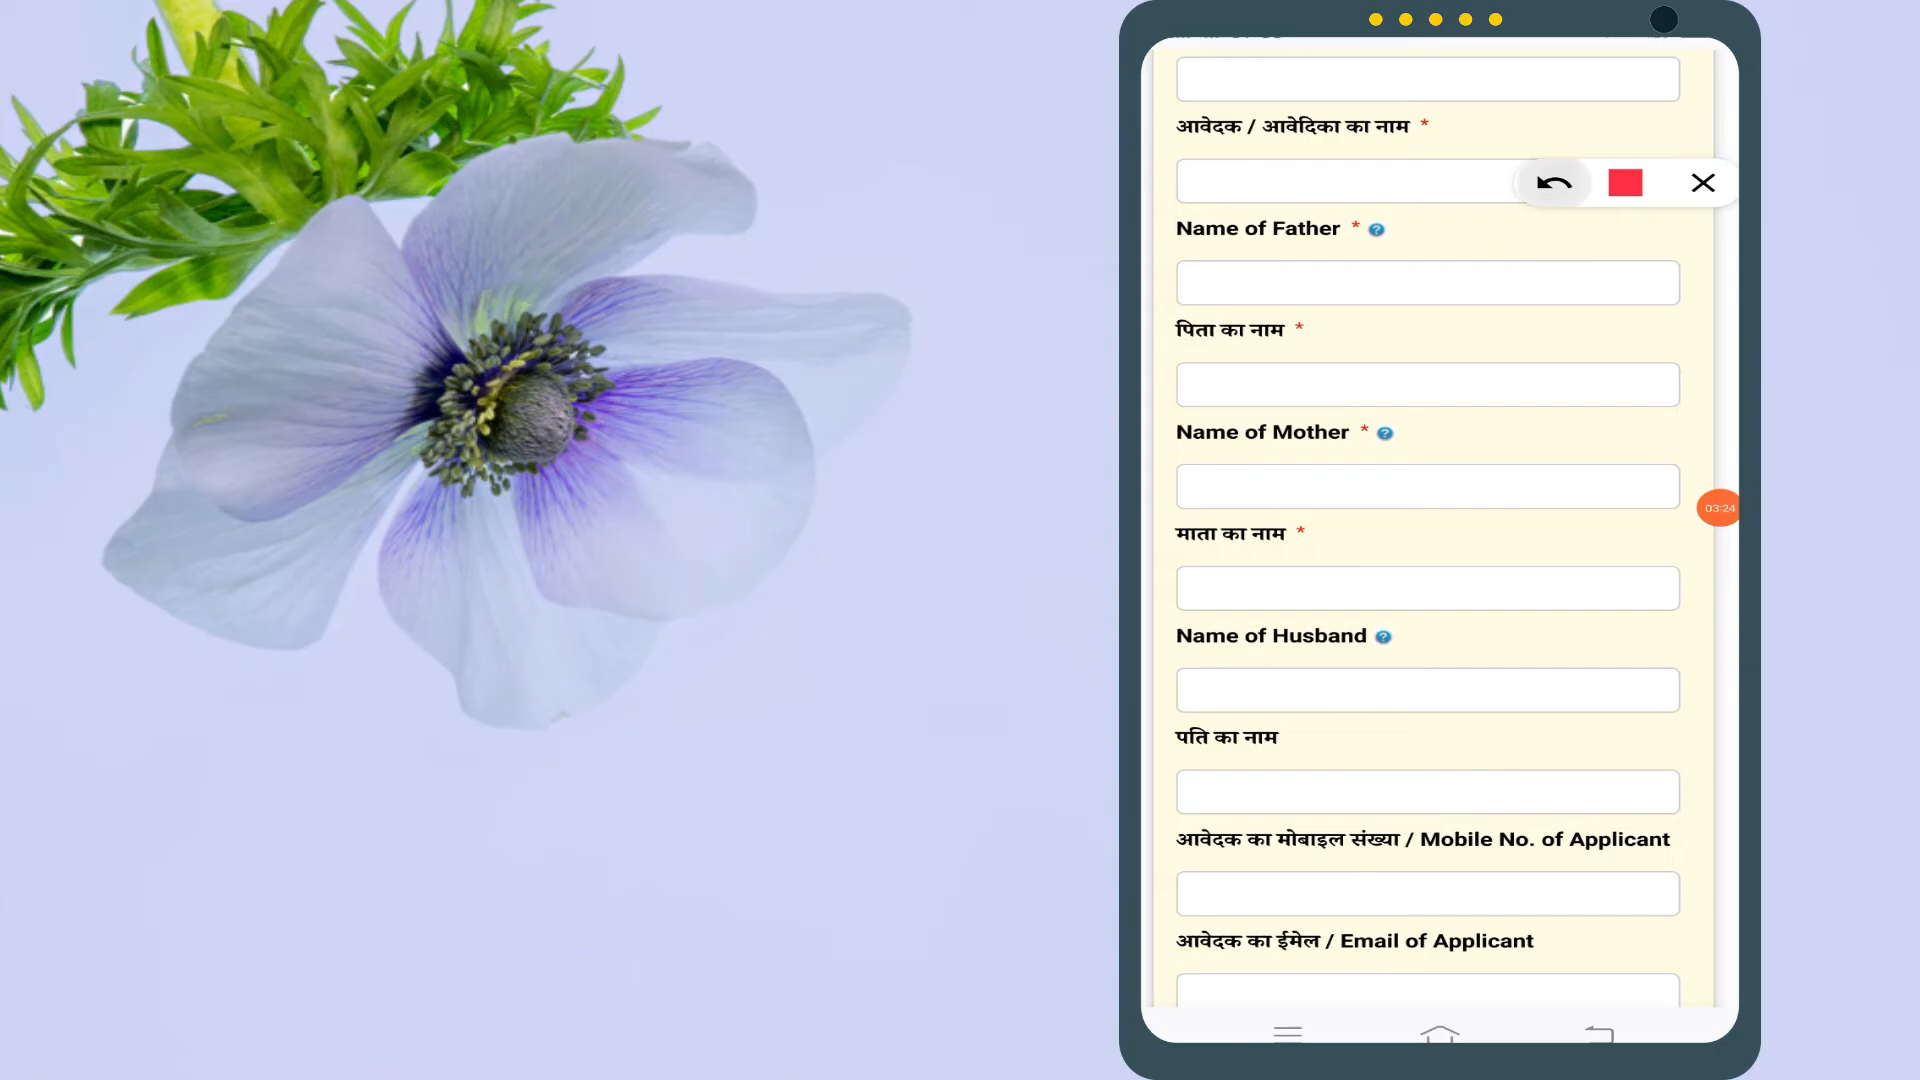 आवेदक / आवेदिका का नाम *
Name of Father * ?
पिता का नाम *
Name of Mother * ?
माता का नाम *
03:24
Name of Husband ?
पति का नाम
आवेदक का मोबाइल संख्या / Mobile No. of Applicant
आवेदक का ईमेल / Email of Applicant